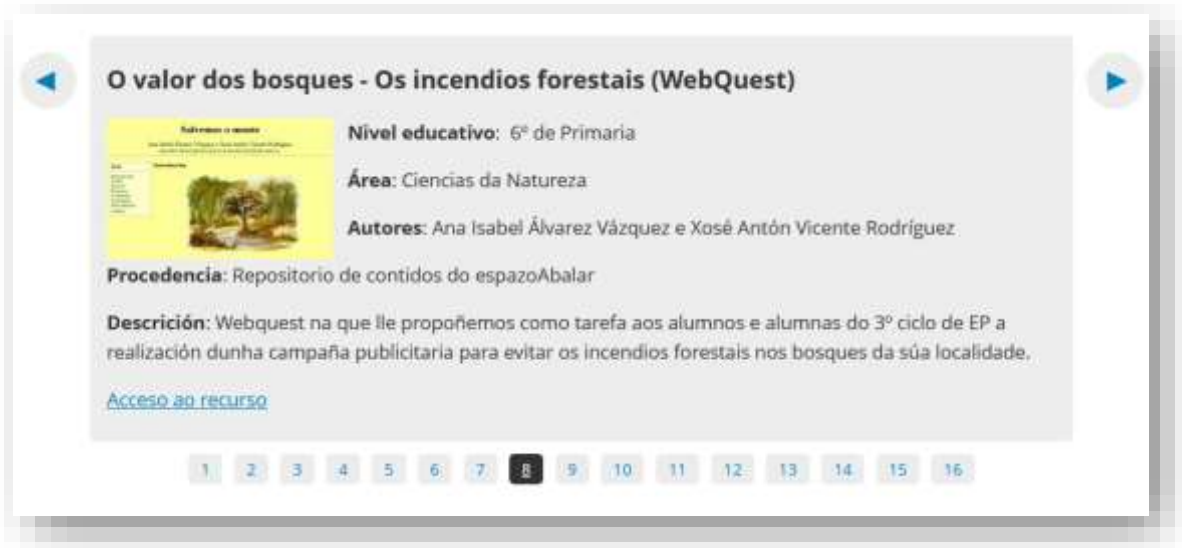 O valor dos bosques - Os incendios forestais (WebQuest)
Nivel educativo: 6º de Primaria
Área: Ciencias da Natureza
Autores: Ana Isabel Álvarez Vázquez e Xosé Antón Vicente Rodríguez
Procedencia: Repositorio de contidos do espazoAbalar
Descrición: Webquest na que lle propoñemos como tarefa aos alumnos e alumnas do 3º ciclo de EP a
realización dunha campaña publicitaria para evitar os incendios forestais nos bosques da súa localidade.
Acceso ao recurso
1 2 3 4 5 6 7 8 9 10 11 12 13 14 15 16